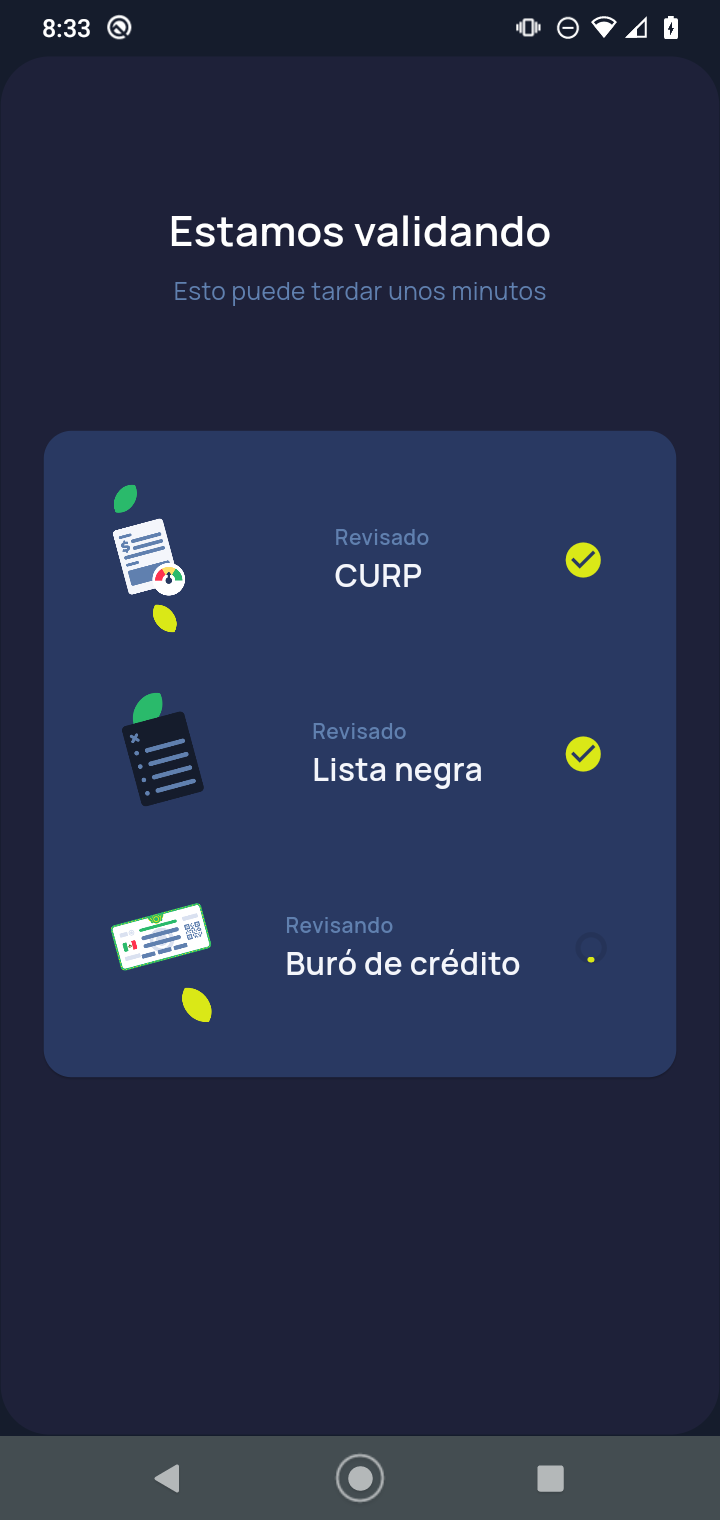 8:33
Estamos validando
Esto puede tardar unos minutos
Revisado
CURP
Revisado
Lista negra
Revisando
Buró de crédito